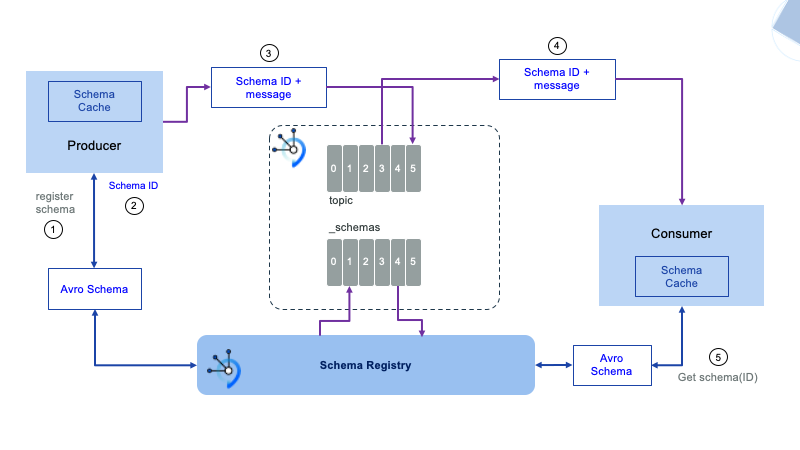 3
4
Schema ID +
message
Schema ID +
message
Schema
Cache
Producer
0 1 2 3 4 5
topic
register
schema
1
Schema ID
2
_schemas
0 1 2 3 4 5
Consumer
Schema
Cache
Avro Schema
Schema Registry
Avro
Schema
5
Get schema(ID)